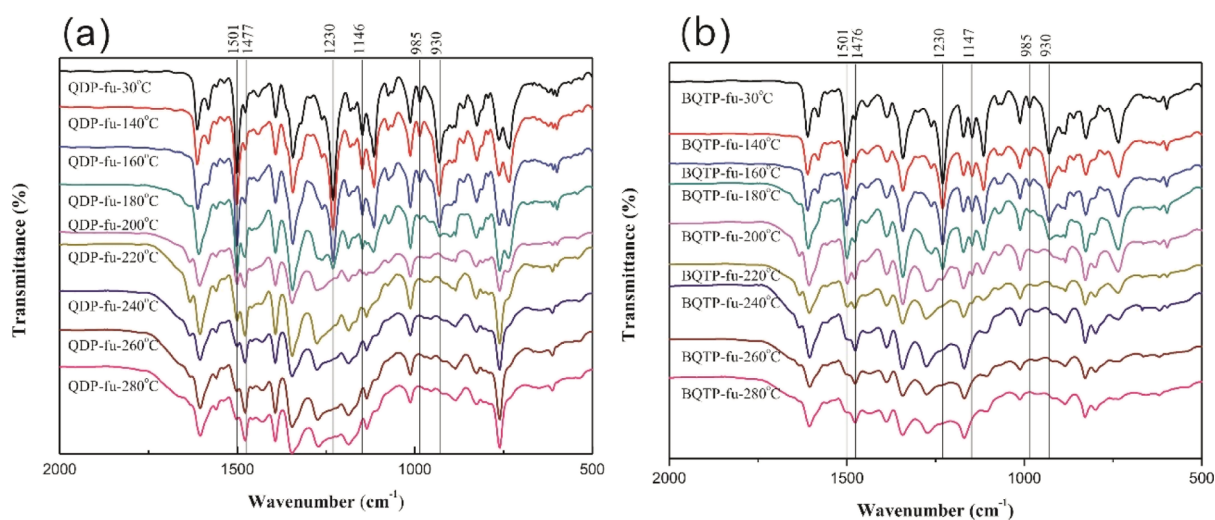 (a)
1501
1477
1230
1146
985
930
QDP-fu-30°C
QDP-fu-140°C
QDP-fu-160°C
QDP-fu-180°C
QDP-fu-200°C
QDP-fu-220°C
QDP-fu-240°C
QDP-fu-260°C
QDP-fu-280°C
Transmittance (%)
2000
1500
1000
500
Wavenumber (cm⁻¹)
(b)
1501
1476
1230
1147
985
930
BQTP-fu-30°C
BQTP-fu-140°C
BQTP-fu-160°C
BQTP-fu-180°C
BQTP-fu-200°C
BQTP-fu-220°C
BQTP-fu-240°C
BQTP-fu-260°C
BQTP-fu-280°C
Transmittance (%)
2000
1500
1000
500
Wavenumber (cm⁻¹)